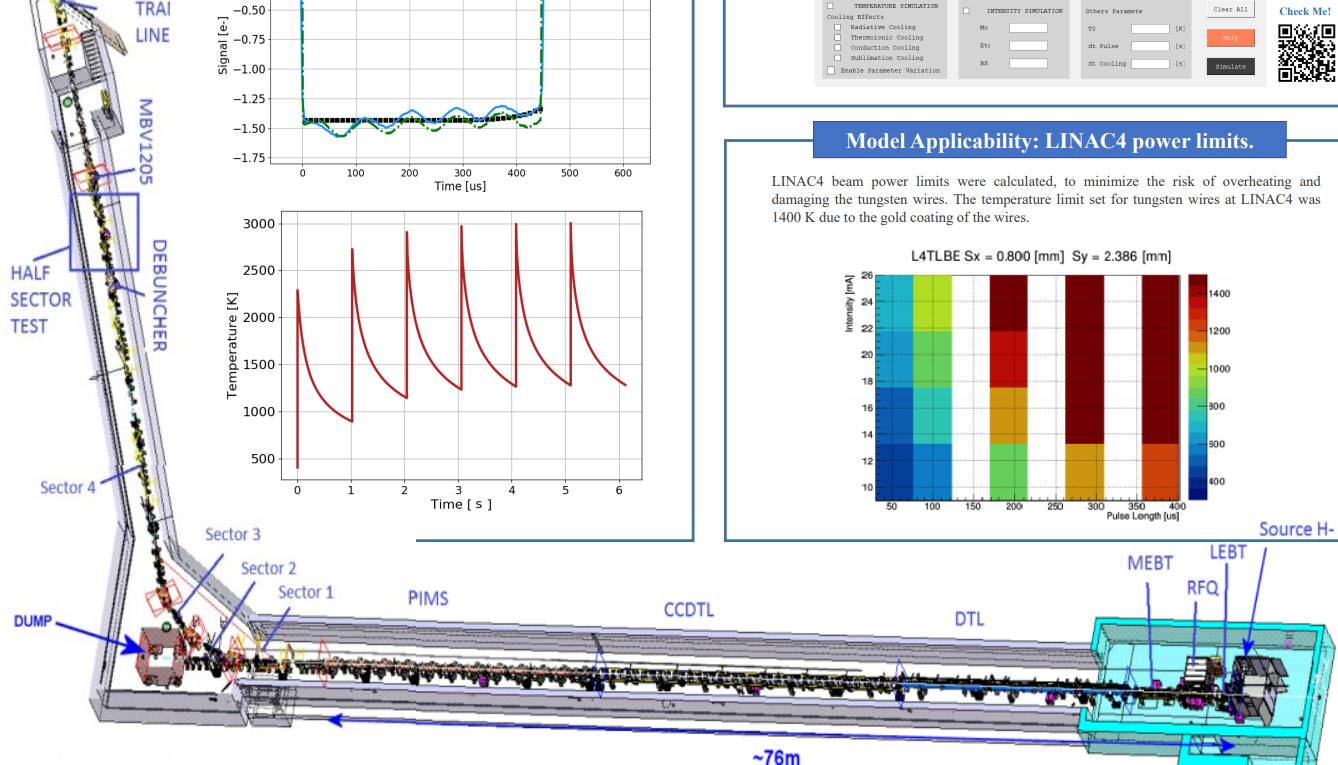 TRA
LINE
MBV1205
HALF
SECTOR
TEST
DEBUNCHER
Sector 4
Sector 3
Sector 2
Sector 1
DUMP
PIMS
CCDTL
DTL
MEBT
RFQ
LEBT
Source H-
~76m
Signal [e-]
−0.50
−0.75
−1.00
−1.25
−1.50
−1.75
0 100 200 300 400 500 600
Time [us]
Temperature [K]
3000
2500
2000
1500
1000
500
0 1 2 3 4 5 6
Time [ s ]
TEMPERATURE SIMULATION
Cooling Effects
Radiative Cooling
Thermoionic Cooling
Conduction Cooling
Sublimation Cooling
Enable Parameter Variation
INTENSITY SIMULATION
Mu
BS
Others Paramete
T0 [K]
dt Pulse [s]
dt Cooling [s]
Clear All
Help
Simulate
Check Me!
Model Applicability: LINAC4 power limits.
LINAC4 beam power limits were calculated, to minimize the risk of overheating and
damaging the tungsten wires. The temperature limit set for tungsten wires at LINAC4 was
1400 K due to the gold coating of the wires.
L4TLBE Sx = 0.800 [mm] Sy = 2.386 [mm]
Intensity [mA]
26
24
22
20
18
16
14
12
10
50 100 150 200 250 300 350 400
Pulse Length [us]
1400
1200
1000
800
600
400